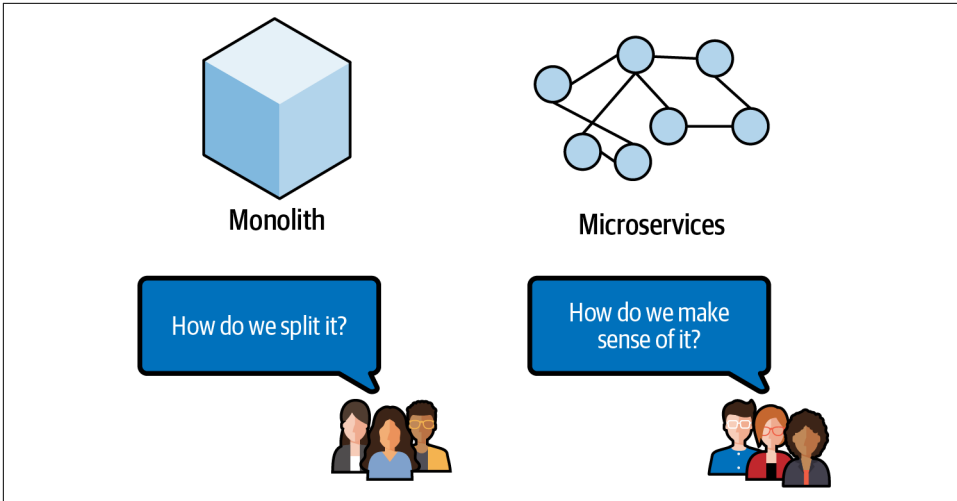 Monolith
Microservices
How do we split it?
How do we make
sense of it?